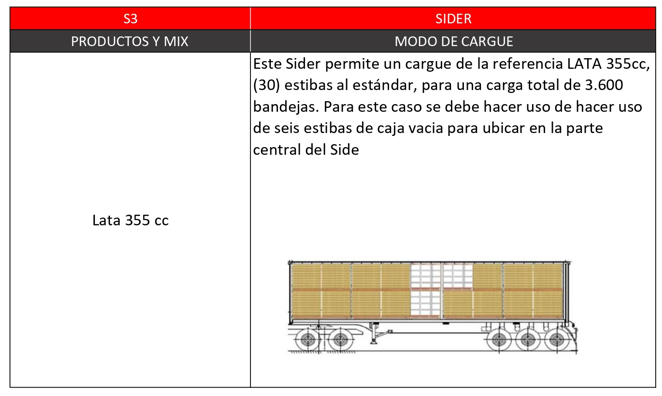 S3
SIDER
PRODUCTOS Y MIX
MODO DE CARGUE
Este Sider permite un cargue de la referencia LATA 355cc,
(30) estibas al estándar, para una carga total de 3.600
bandejas. Para este caso se debe hacer uso de hacer uso
de seis estibas de caja vacia para ubicar en la parte
central del Side
Lata 355 cc